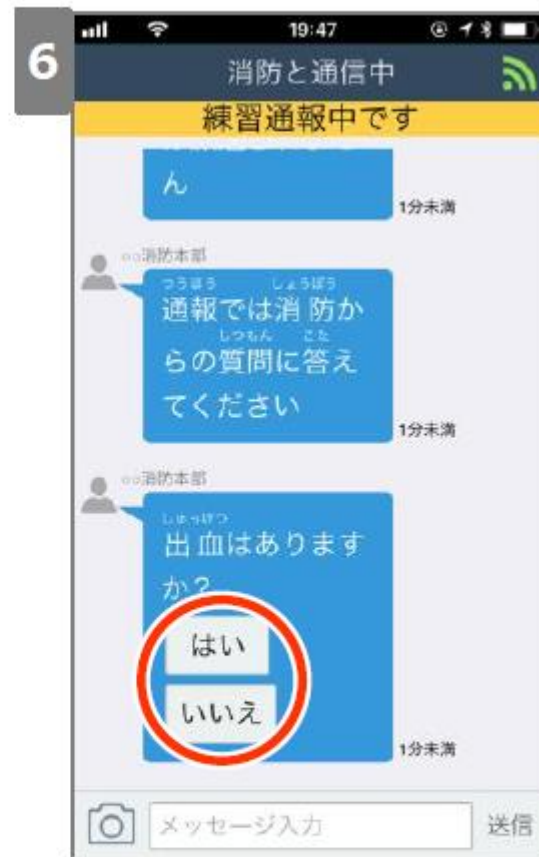 6
19:47
消防と通信中
練習通報中です
ん
1分未満
○○消防本部
つうほう しょうぼう
通報では消防か
しつもん こた
らの質問に答え
てください
1分未満
○○消防本部
しゅっけつ
出血はあります
か?
はい
いいえ
1分未満
メッセージ入力
送信